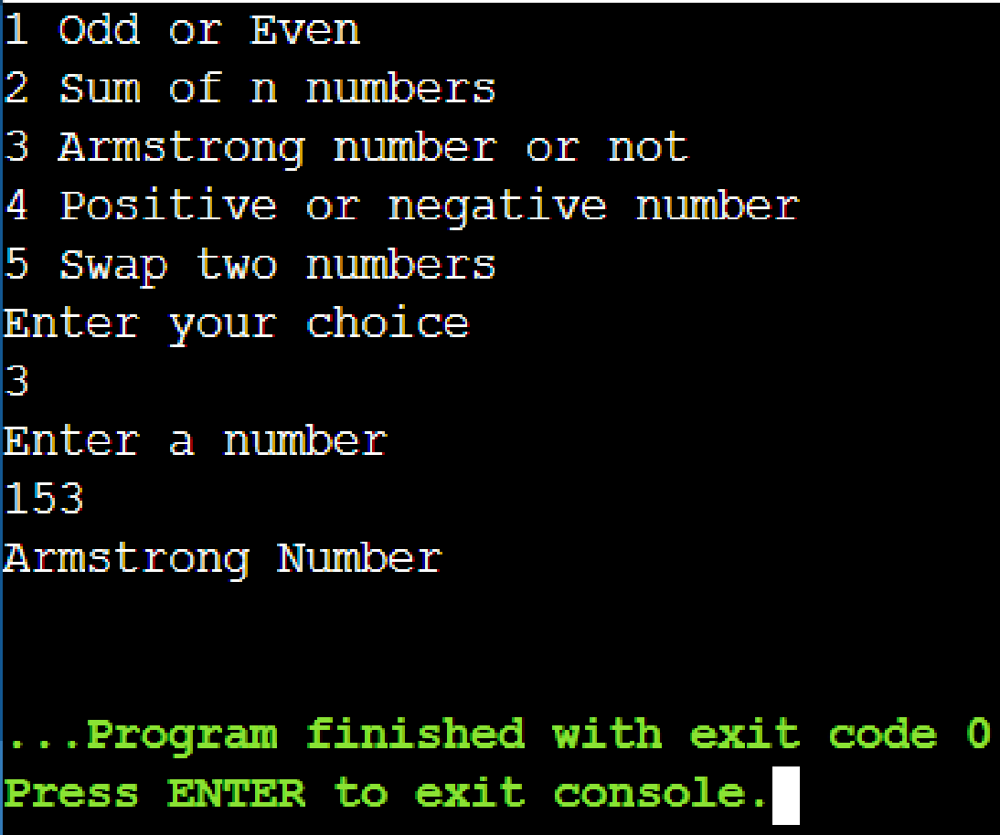 1 Odd or Even
2 Sum of n numbers
3 Armstrong number or not
4 Positive or negative number
5 Swap two numbers
Enter your choice
3
Enter a number
153
Armstrong Number
...Program finished with exit code 0
Press ENTER to exit console.